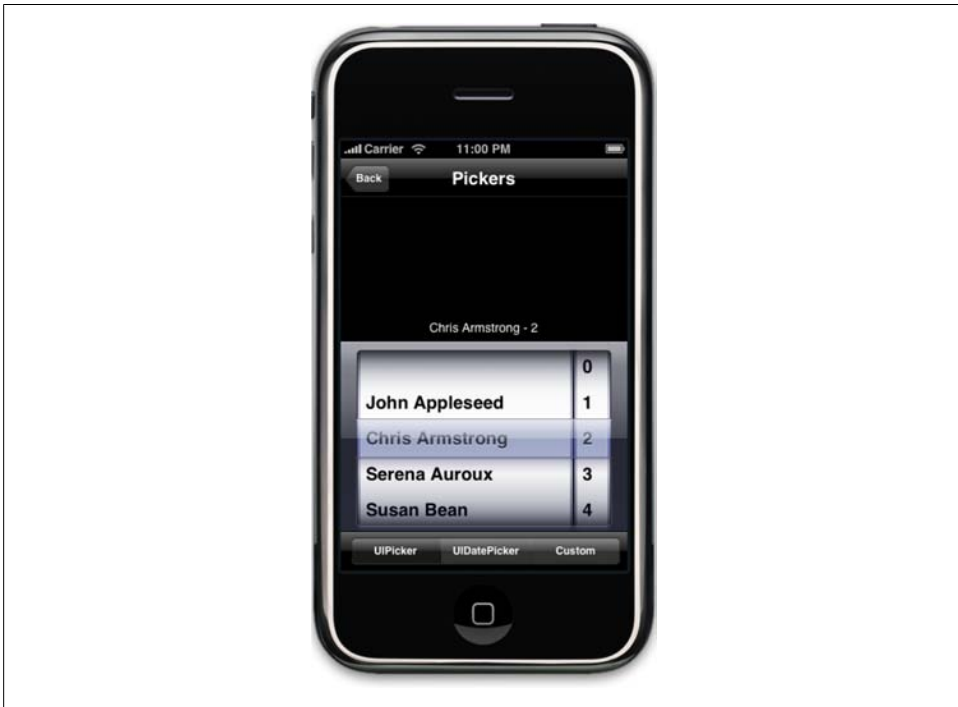 Carrier 11:00 PM
Back Pickers
Chris Armstrong - 2
0
John Appleseed 1
Chris Armstrong 2
Serena Auroux 3
Susan Bean 4
UIPicker UIDatePicker Custom